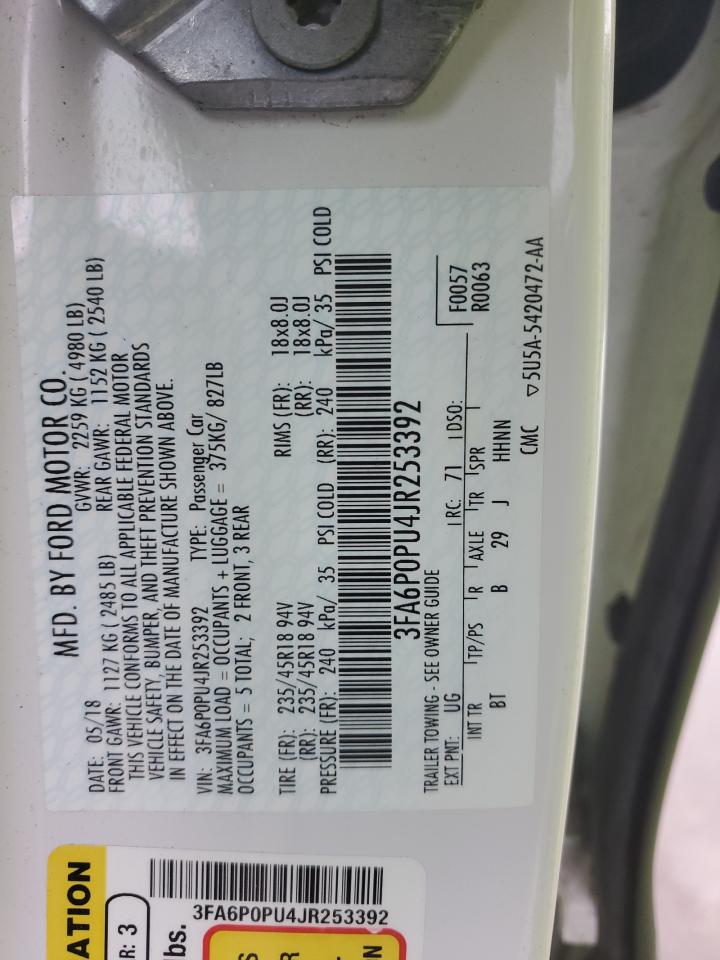 MFD. BY FORD MOTOR CO.
DATE: 05/18 GVWR: 2259 KG ( 4980 LB)
FRONT GAWR: 1127 KG ( 2485 LB) REAR GAWR: 1152 KG ( 2540 LB)
THIS VEHICLE CONFORMS TO ALL APPLICABLE FEDERAL MOTOR
VEHICLE SAFETY, BUMPER, AND THEFT PREVENTION STANDARDS
IN EFFECT ON THE DATE OF MANUFACTURE SHOWN ABOVE.
VIN: 3FA6P0PU4JR253392 TYPE: Passenger Car
MAXIMUM LOAD = OCCUPANTS + LUGGAGE = 375KG/ 827LB
OCCUPANTS = 5 TOTAL; 2 FRONT, 3 REAR
TIRE (FR): 235/45R18 94V RIMS (FR): 18x8.0J
(RR): 235/45R18 94V (RR): 18x8.0J
PRESSURE (FR): 240 kPa/ 35 PSI COLD (RR): 240 kPa/ 35 PSI COLD
3FA6P0PU4JR253392
TRAILER TOWING - SEE OWNER GUIDE
EXT PNT: UG RC: 71 DSO: F0057
INT TR TP/PS R AXLE TR SPR R0063
BT B 29 J HHNN
CMC 5U5A-5420472-AA
ATION
R: 3
3FA6P0PU4JR253392
lbs.
S
R
N